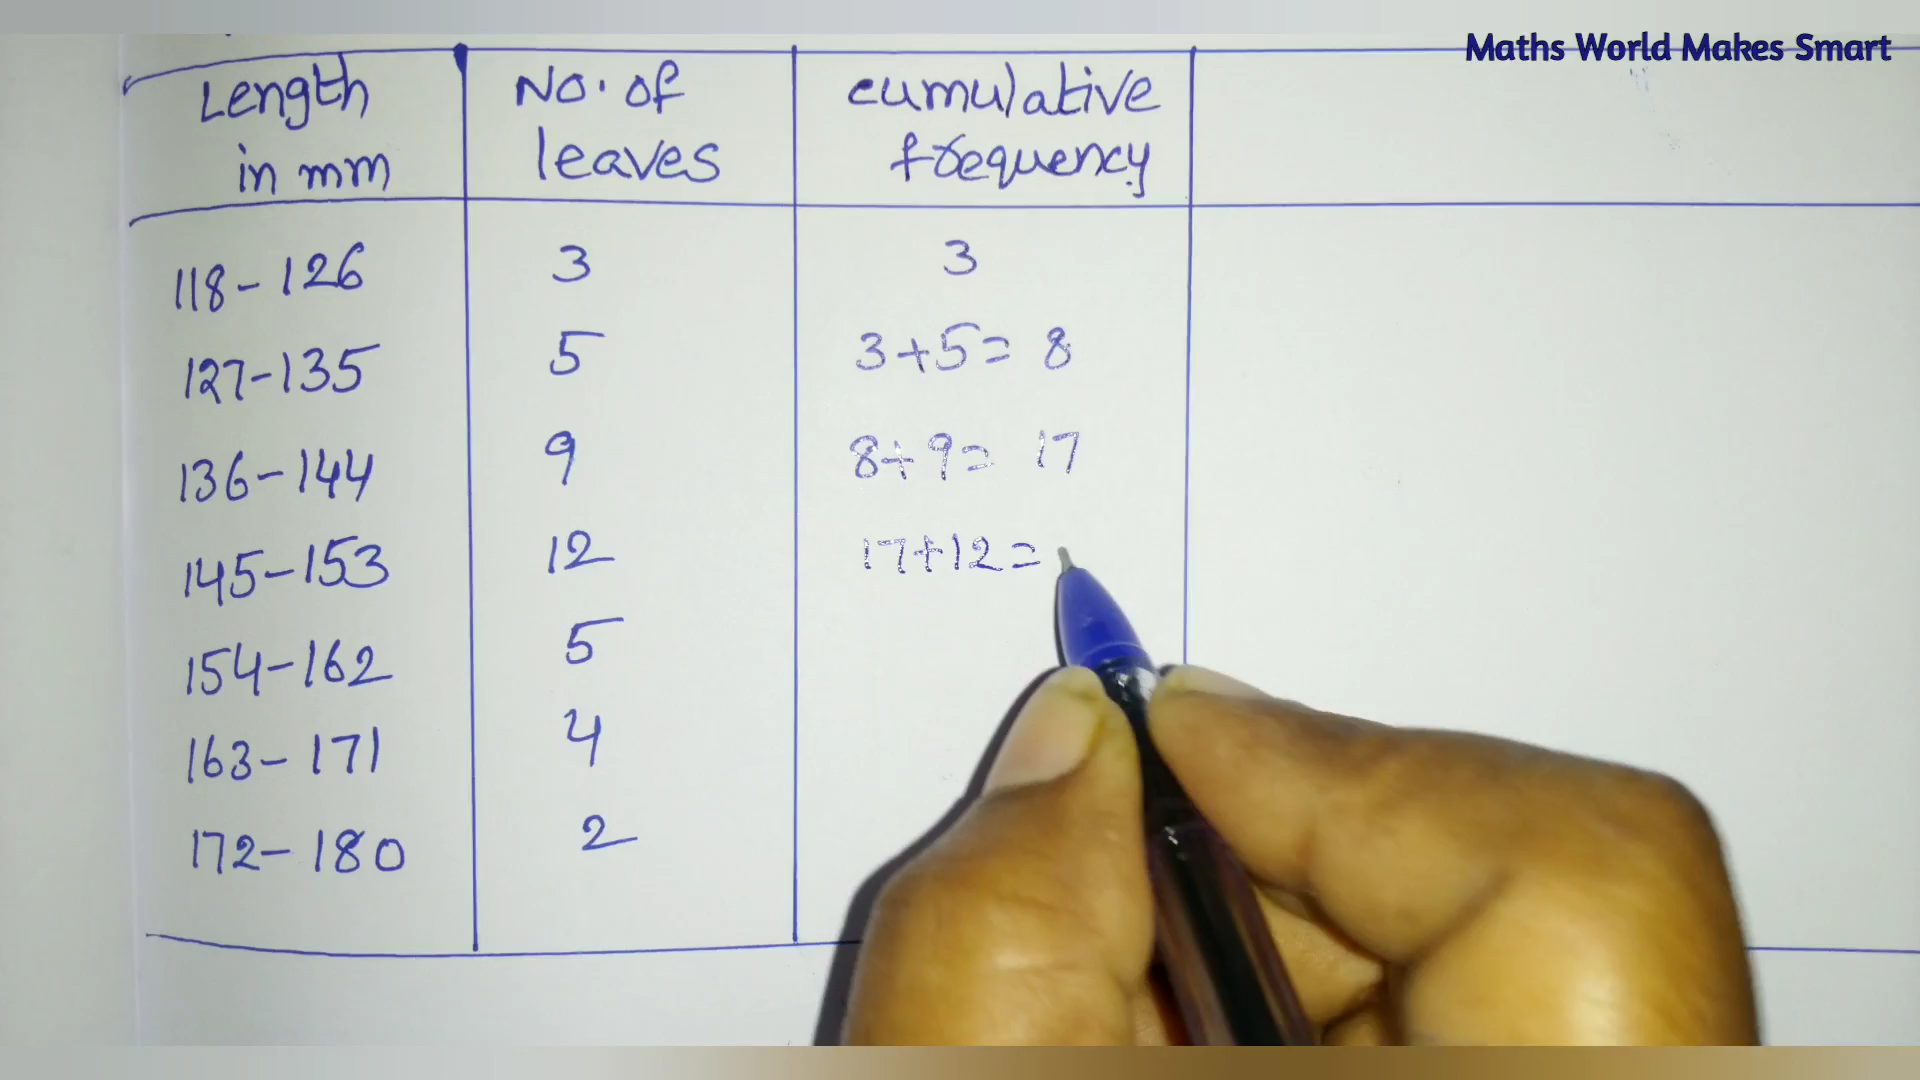 Maths World Makes Smart
Length in mm | No. of leaves | cumulative frequency
118-126 | 3 | 3
127-135 | 5 | 3+5= 8
136-144 | 9 | 8+9= 17
145-153 | 12 | 17+12=
154-162 | 5
163-171 | 4
172-180 | 2